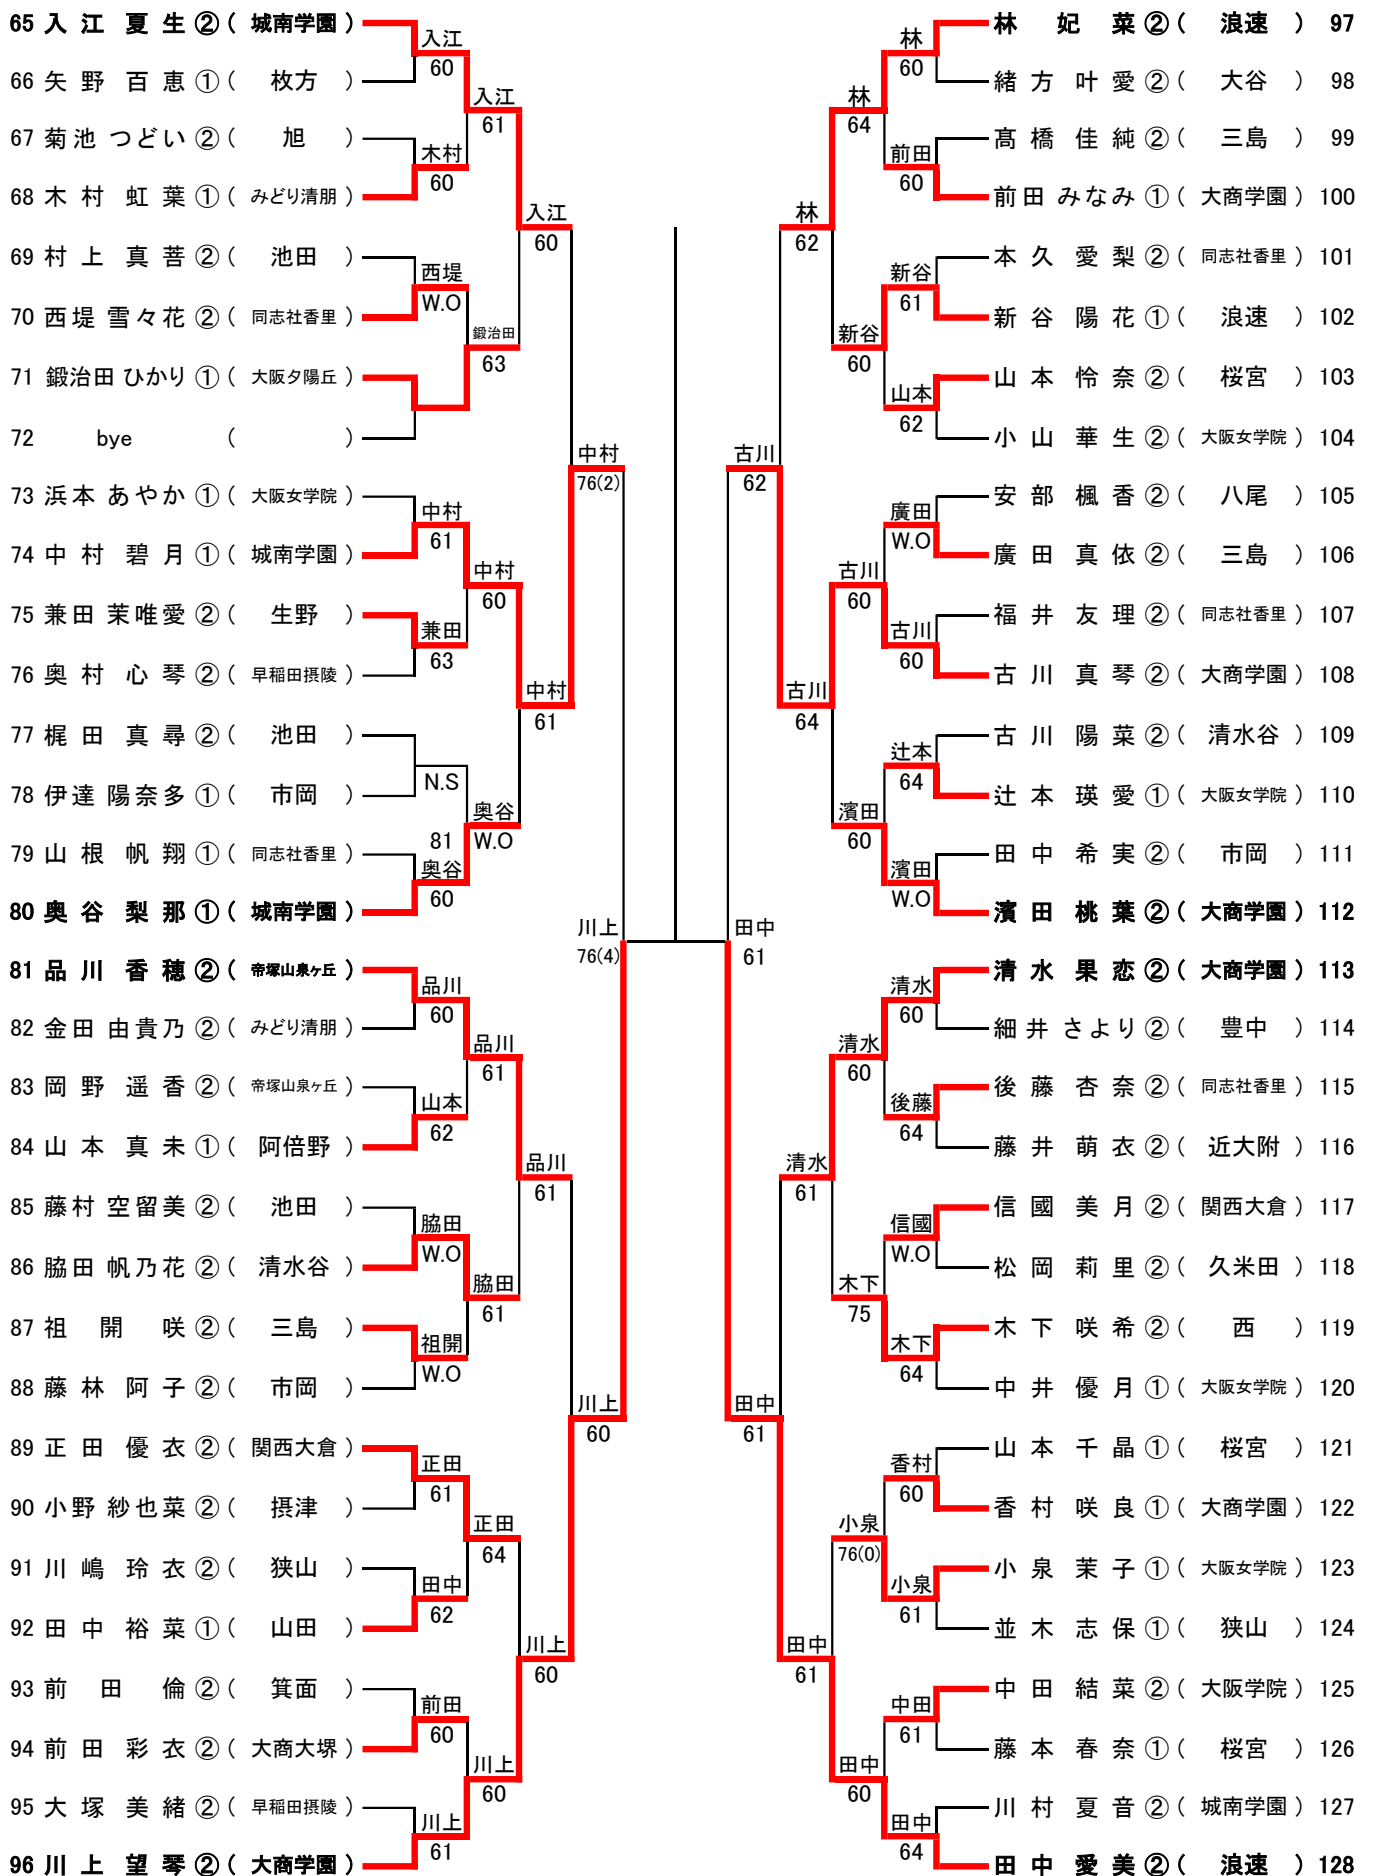 65 入江 夏生 ② ( 城南学園 )
66 矢野 百恵 ① ( 枚方 )
67 菊池 つどい ② ( 旭 )
68 木村 虹葉 ① ( みどり清朋 )
69 村上 真菩 ② ( 池田 )
70 西堤 雪々花 ② ( 同志社香里 )
71 鍛治田 ひかり ① ( 大阪夕陽丘 )
72 bye ( )
73 浜本 あやか ① ( 大阪女学院 )
74 中村 碧月 ① ( 城南学園 )
75 兼田 茉唯愛 ② ( 生野 )
76 奥村 心琴 ② ( 早稲田摂陵 )
77 梶田 真尋 ② ( 池田 )
78 伊達 陽奈多 ① ( 市岡 )
79 山根 帆翔 ① ( 同志社香里 )
80 奥谷 梨那 ① ( 城南学園 )
81 品川 香穂 ② ( 帝塚山泉ヶ丘 )
82 金田 由貴乃 ② ( みどり清朋 )
83 岡野 遥香 ② ( 帝塚山泉ヶ丘 )
84 山本 真未 ① ( 阿倍野 )
85 藤村 空留美 ② ( 池田 )
86 脇田 帆乃花 ② ( 清水谷 )
87 祖開 咲 ② ( 三島 )
88 藤林 阿子 ② ( 市岡 )
89 正田 優衣 ② ( 関西大倉 )
90 小野 紗也菜 ② ( 摂津 )
91 川嶋 玲衣 ② ( 狭山 )
92 田中 裕菜 ① ( 山田 )
93 前田 倫 ② ( 箕面 )
94 前田 彩衣 ② ( 大商大堺 )
95 大塚 美緒 ② ( 早稲田摂陵 )
96 川上 望琴 ② ( 大商学園 )
入江
60
木村
60
西堤
W.O
中村
61
兼田
63
N.S
奥谷
60
品川
60
山本
62
脇田
W.O
祖開
W.O
正田
61
田中
62
前田
60
川上
61
入江
61
鍛治田
63
中村
60
81
奥谷
W.O
品川
61
脇田
61
正田
64
川上
60
入江
60
中村
61
品川
61
川上
60
中村
76(2)
川上
60
川上
76(4)
田中
61
古川
62
田中
61
林
62
古川
64
清水
61
田中
61
林
64
新谷
60
古川
60
濱田
60
清水
60
木下
75
小泉
76(0)
田中
60
林
60
前田
60
新谷
61
山本
62
廣田
W.O
古川
60
辻本
64
濱田
W.O
清水
60
後藤
64
信國
W.O
木下
64
香村
60
小泉
61
中田
61
田中
64
林 妃菜 ② ( 浪速 ) 97
緒方 叶愛 ② ( 大谷 ) 98
髙橋 佳純 ② ( 三島 ) 99
前田 みなみ ① ( 大商学園 ) 100
本久 愛梨 ② ( 同志社香里 ) 101
新谷 陽花 ① ( 浪速 ) 102
山本 怜奈 ② ( 桜宮 ) 103
小山 華生 ② ( 大阪女学院 ) 104
安部 楓香 ② ( 八尾 ) 105
廣田 真依 ② ( 三島 ) 106
福井 友理 ② ( 同志社香里 ) 107
古川 真琴 ② ( 大商学園 ) 108
古川 陽菜 ② ( 清水谷 ) 109
辻本 瑛愛 ① ( 大阪女学院 ) 110
田中 希実 ② ( 市岡 ) 111
濱田 桃葉 ② ( 大商学園 ) 112
清水 果恋 ② ( 大商学園 ) 113
細井 さより ② ( 豊中 ) 114
後藤 杏奈 ② ( 同志社香里 ) 115
藤井 萌衣 ② ( 近大附 ) 116
信國 美月 ② ( 関西大倉 ) 117
松岡 莉里 ② ( 久米田 ) 118
木下 咲希 ② ( 西 ) 119
中井 優月 ① ( 大阪女学院 ) 120
山本 千晶 ① ( 桜宮 ) 121
香村 咲良 ① ( 大商学園 ) 122
小泉 茉子 ① ( 大阪女学院 ) 123
並木 志保 ① ( 狭山 ) 124
中田 結菜 ② ( 大阪学院 ) 125
藤本 春奈 ① ( 桜宮 ) 126
川村 夏音 ② ( 城南学園 ) 127
田中 愛美 ② ( 浪速 ) 128